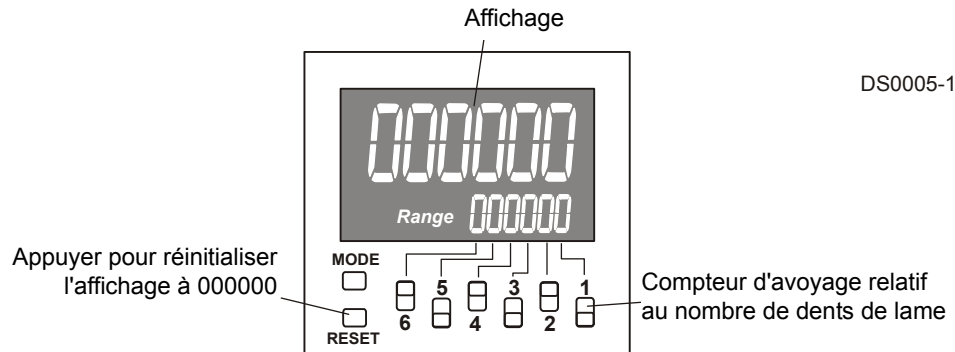 Affichage
DS0005-1
000000
Range 000000
Appuyer pour réinitialiser
l'affichage à 000000
MODE
RESET
5 3 1
6 4 2
Compteur d'avoyage relatif
au nombre de dents de lame